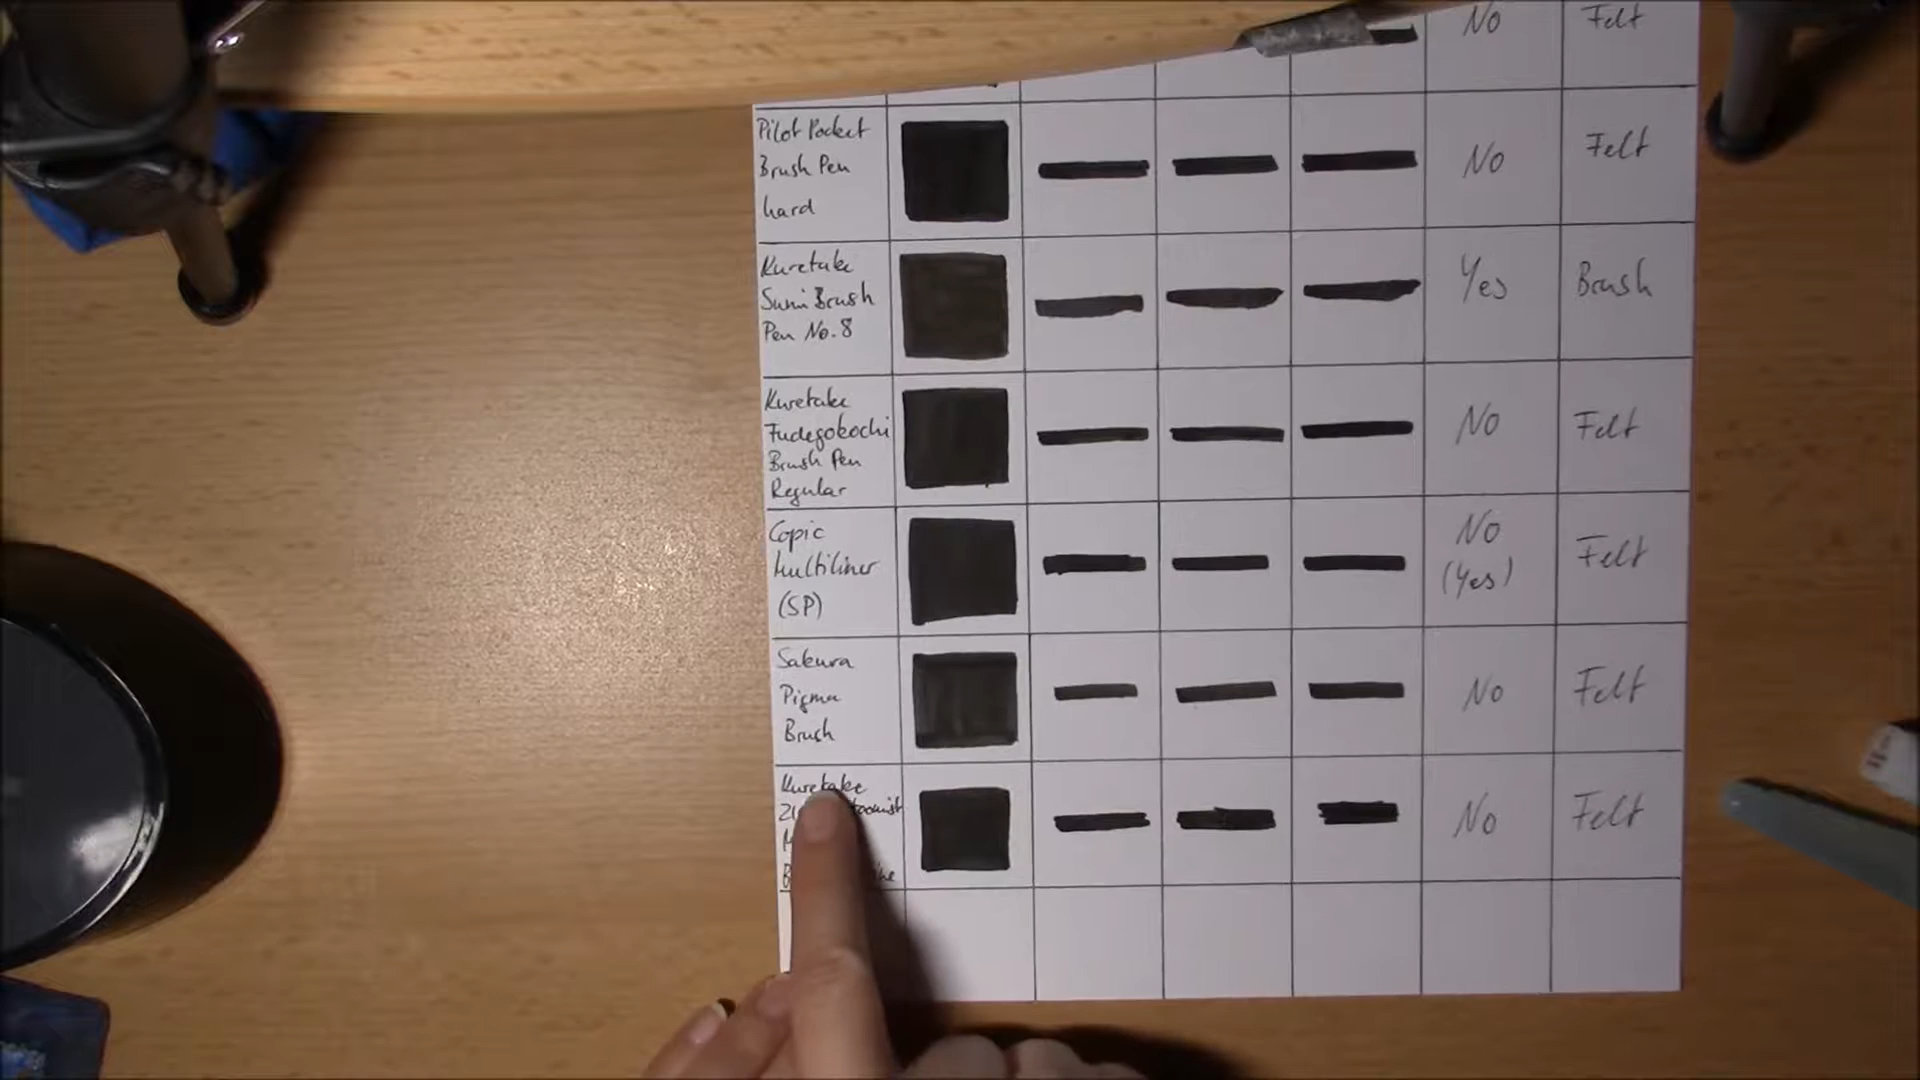 No Felt
Pilot Pocket
Brush Pen
hard
No Felt
Kuretake
Sumi Brush
Pen No. 8
Yes Brush
Kuretake
Fudegokochi
Brush Pen
Regular
No Felt
Copic
Multiliner
(SP)
No
(Yes)
Felt
Sakura
Pigma
Brush
No Felt
Kuretake
No Felt